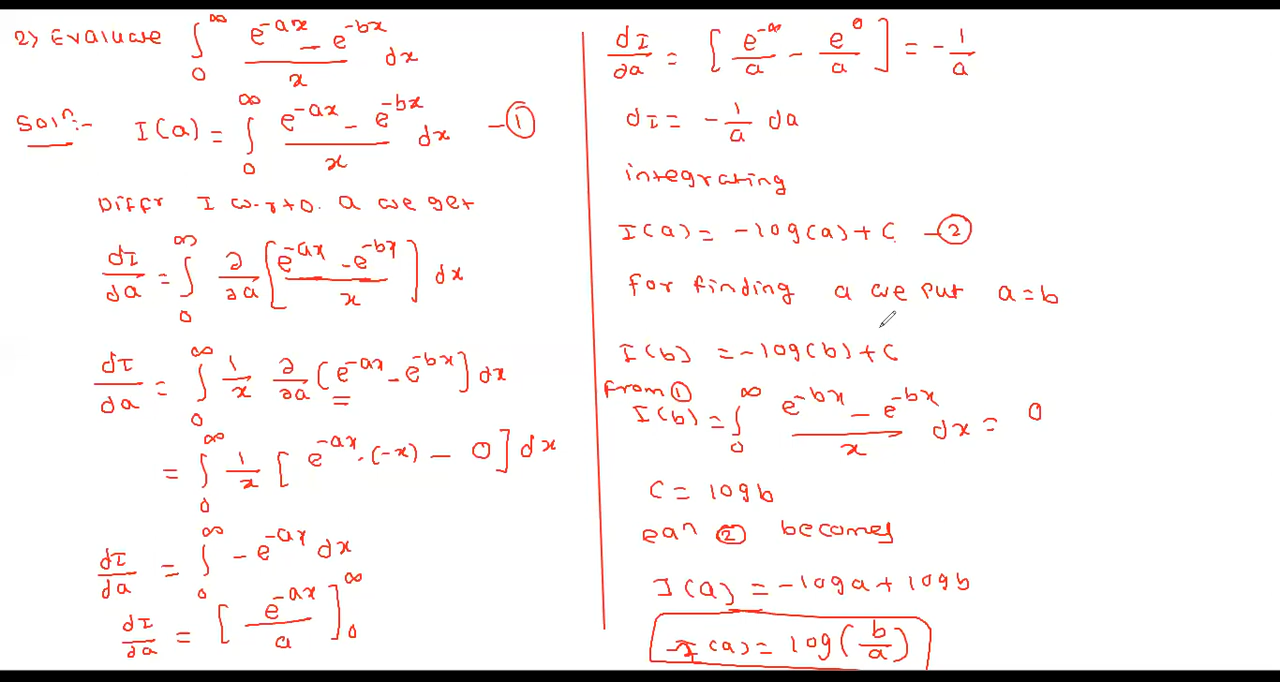 2) Evaluate ∫₀^∞ (e^{-ax} - e^{-bx})/x dx
Soln:- I(a) = ∫₀^∞ (e^{-ax} - e^{-bx})/x dx - ①
Diffr I w.r.to. a we get
dI/da = ∫₀^∞ ∂/∂a [(e^{-ax} - e^{-bx})/x] dx
dI/da = ∫₀^∞ 1/x ∂/∂a (e^{-ax} - e^{-bx}] dx
= ∫₀^∞ 1/x [e^{-ax} · (-x) - 0] dx
dI/da = ∫₀^∞ - e^{-ax} dx
dI/da = [e^{-ax}/a]₀^∞
dI/∂a = [e^{-∞}/a - e^0/a] = - 1/a
dI = - 1/a da
integrating
I(a) = -log(a) + C - ②
For finding a we put a = b
I(b) = -log(b) + C
From ①
I(b) = ∫₀^∞ (e^{-bx} - e^{-bx})/x dx = 0
C = log b
eqn ② becomes
I(a) = -log a + log b
I(a) = log(b/a)